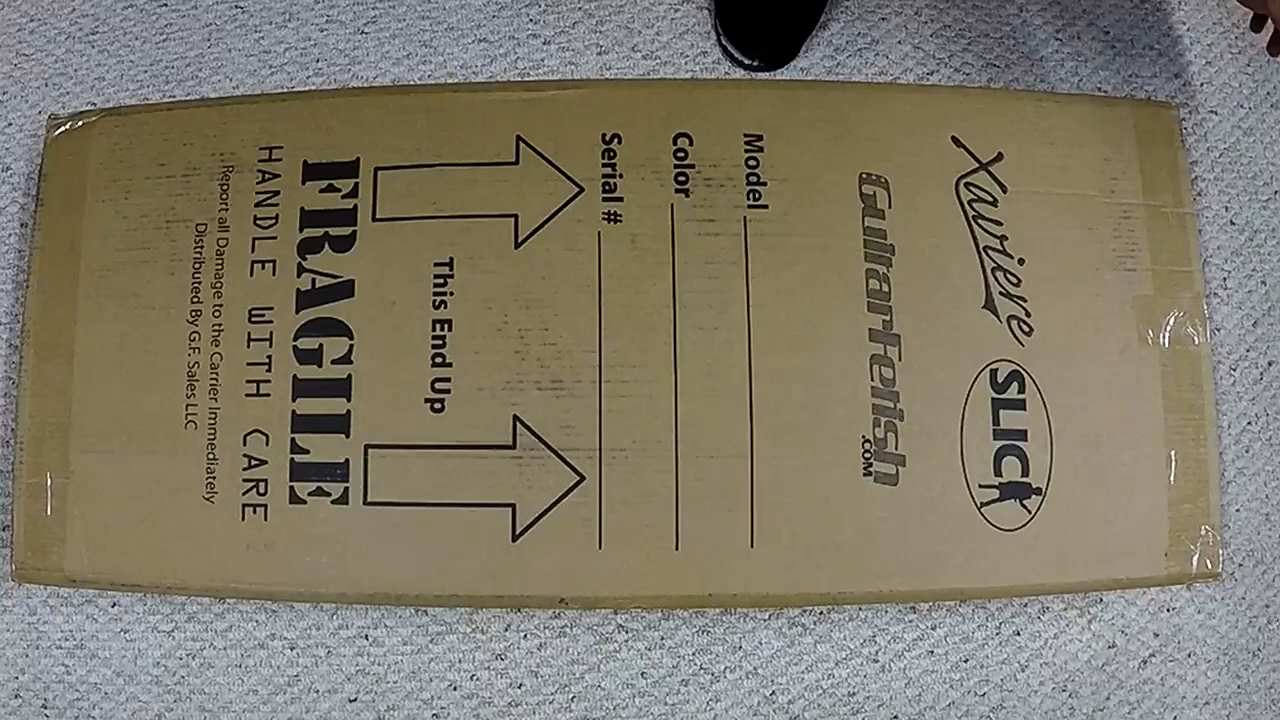 Xaviere SLICK
GuitarFetish.COM
Model
Color
Serial #
This End Up
FRAGILE
HANDLE WITH CARE
Report all Damage to the Carrier Immediately
Distributed By G.F. Sales LLC